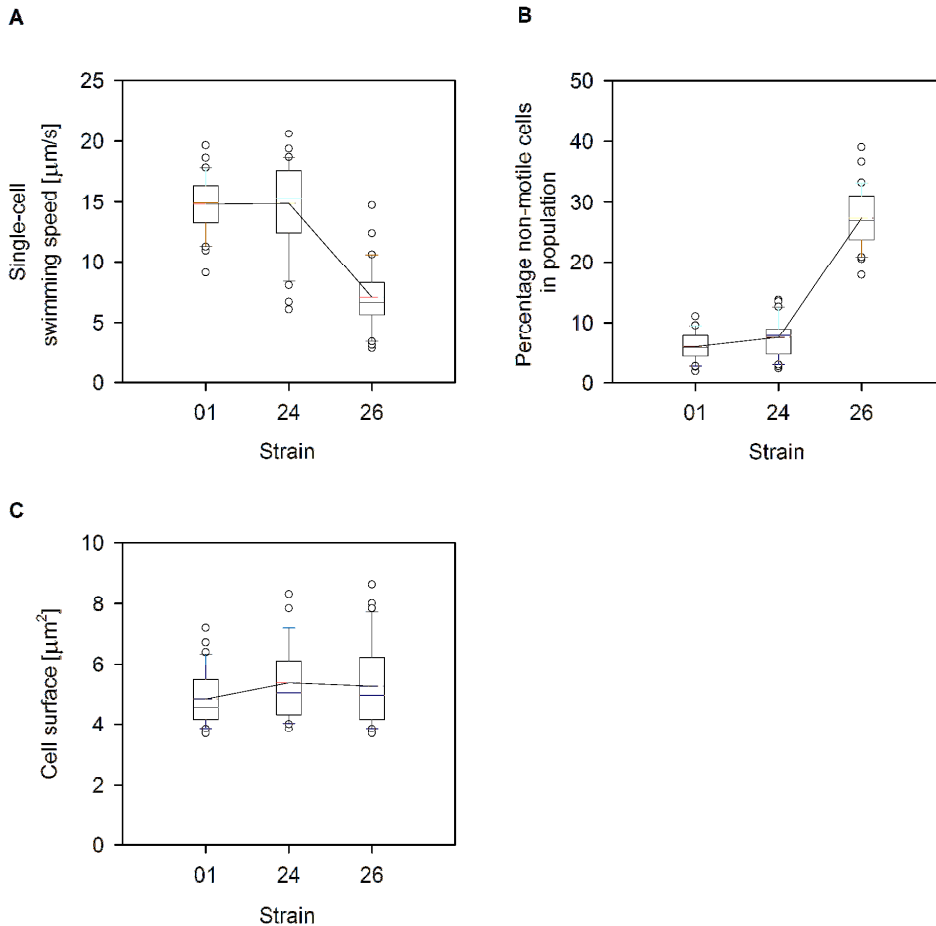 A
25
20
15
10
5
0
Single-cell
swimming speed [μm/s]
01 24 26
Strain
B
50
40
30
20
10
0
Percentage non-motile cells
in population
01 24 26
Strain
C
10
8
6
4
2
0
Cell surface [μm²]
01 24 26
Strain